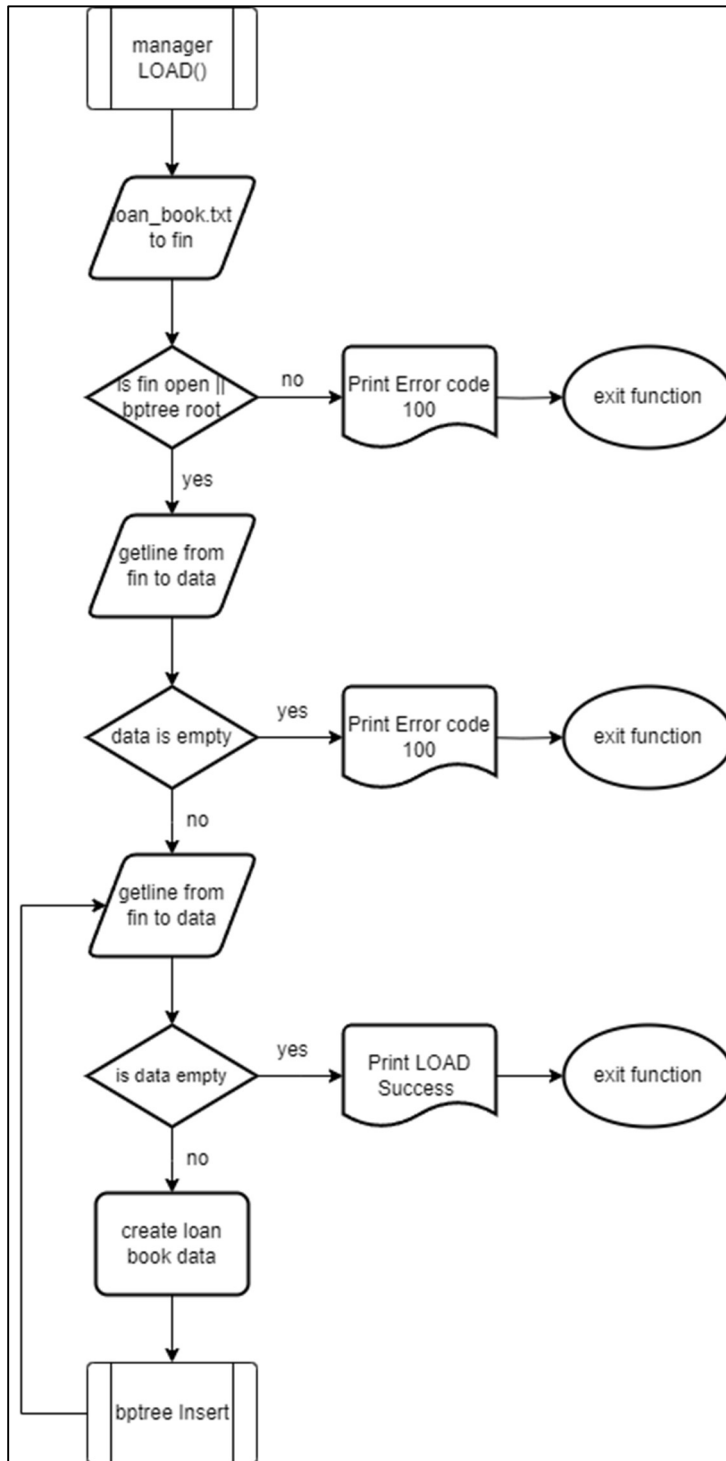 manager
LOAD()
loan_book.txt
to fin
is fin open ||
bptree root
no
Print Error code
100
exit function
yes
getline from
fin to data
data is empty
yes
Print Error code
100
exit function
no
getline from
fin to data
is data empty
yes
Print LOAD
Success
exit function
no
create loan
book data
bptree Insert